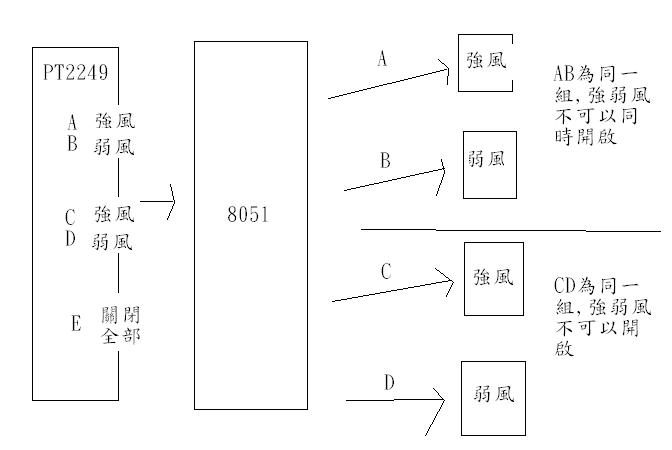 PT2249
A 強風
B 弱風
C 強風
D 弱風
E 關閉
全部
8051
A
強風
B
弱風
C
強風
D
弱風
AB為同一
組,強弱風
不可以同
時開啟
CD為同一
組,強弱風
不可以開
啟